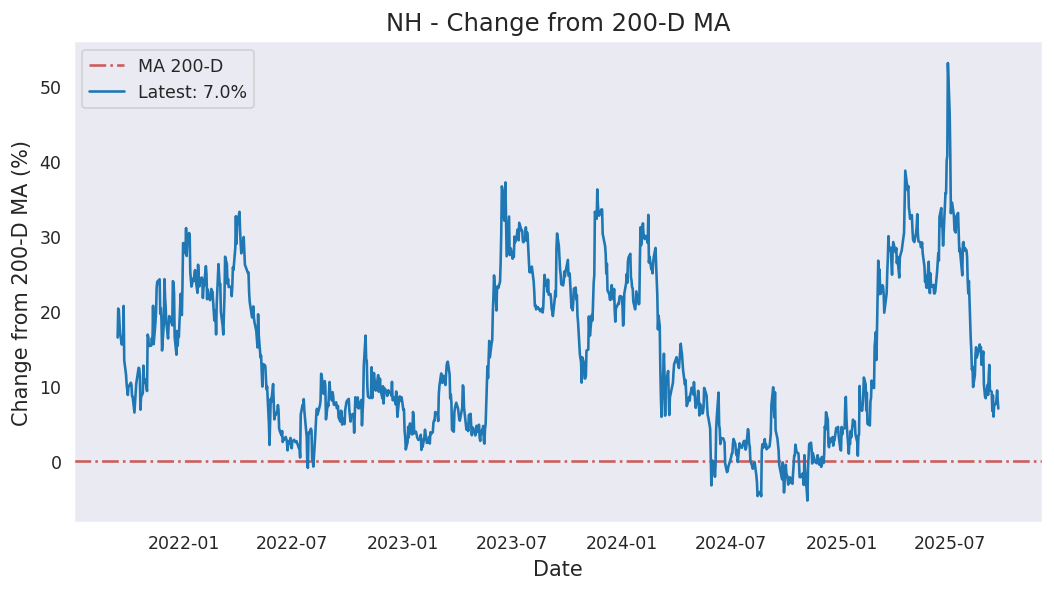 NH - Change from 200-D MA
MA 200-D
Latest: 7.0%
Change from 200-D MA (%)
50
40
30
20
10
0
2022-01
2022-07
2023-01
2023-07
2024-01
2024-07
2025-01
2025-07
Date